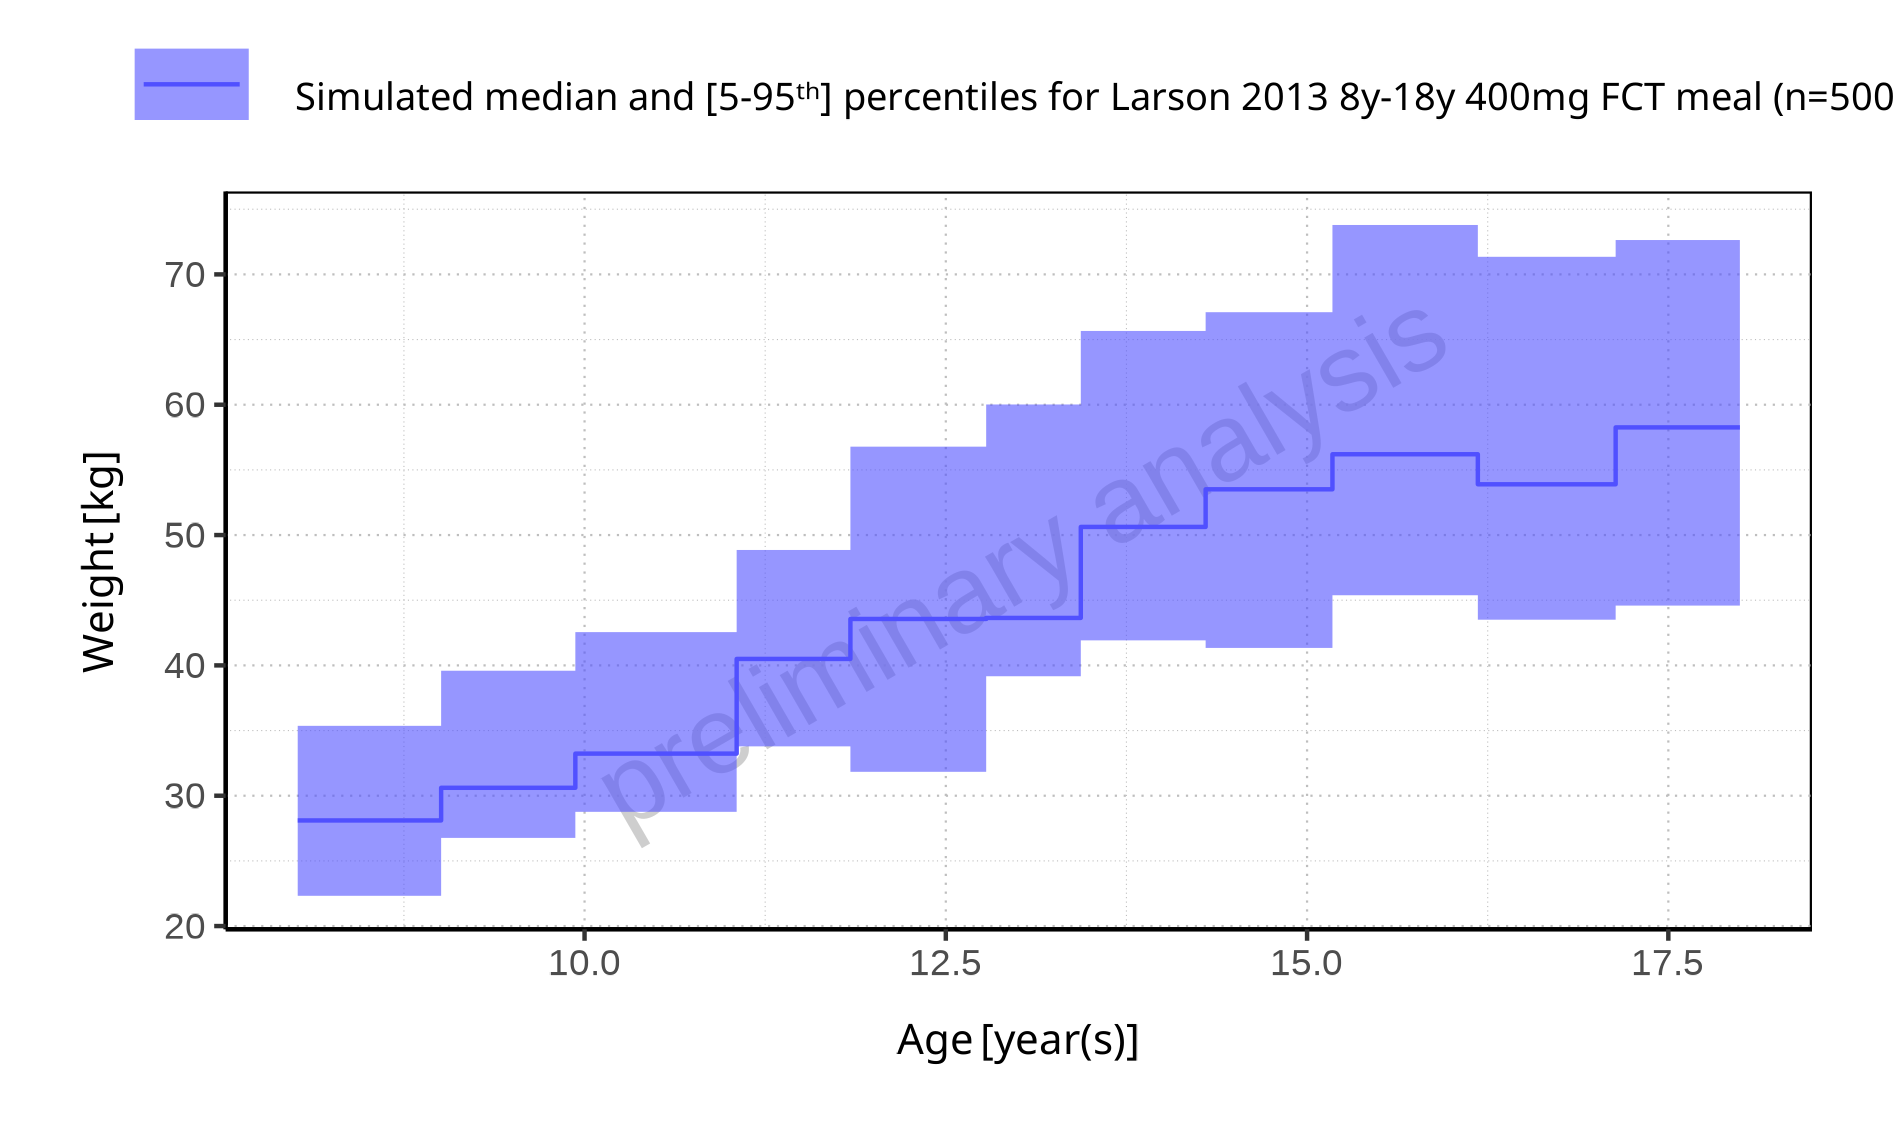 Simulated median and [5-95ᵗʰ] percentiles for Larson 2013 8y-18y 400mg FCT meal (n=500
70
60
50
40
30
20
Weight [kg]
preliminary analysis
10.0 12.5 15.0 17.5
Age [year(s)]